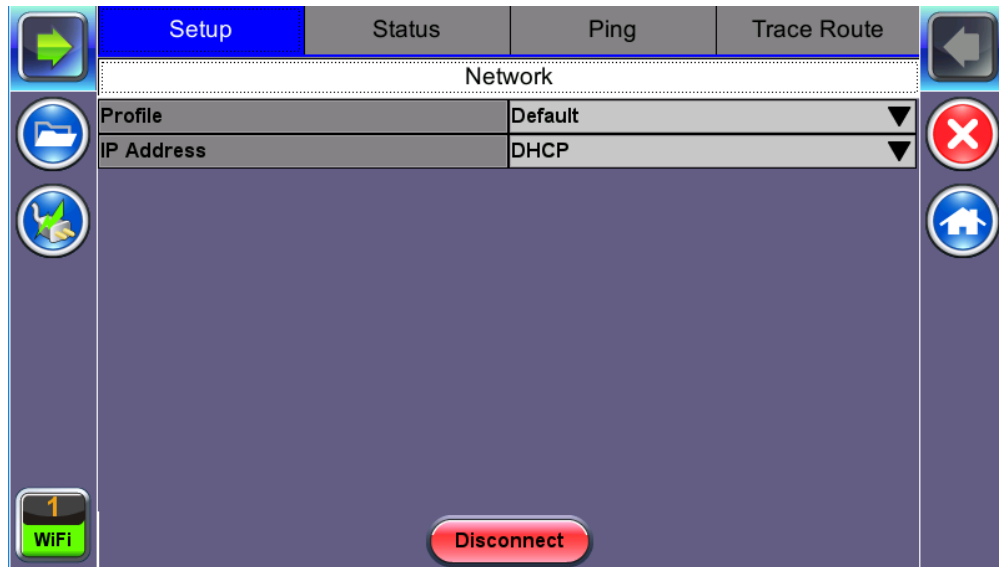 Setup Status Ping Trace Route
Network
Profile Default
IP Address DHCP
1
WiFi
Disconnect